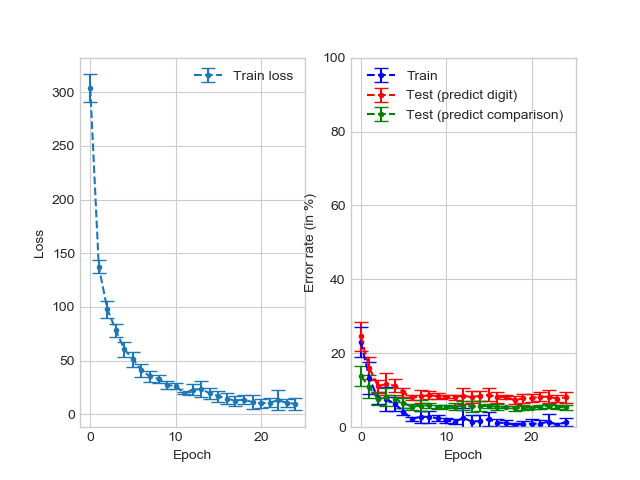 Train loss
300
250
200
150
100
50
0
Loss
0
10
20
Epoch
Train
Test (predict digit)
Test (predict comparison)
100
80
60
40
20
0
Error rate (in %)
0
10
20
Epoch